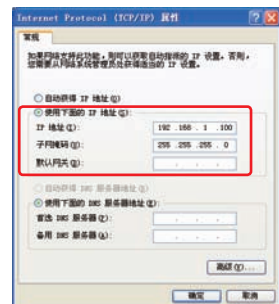 Internet Protocol (TCP/IP) 属性
常规
如果网络支持此功能，则可以获取自动指派的 IP 设置。否则，
您需要从网络系统管理员处获得适当的 IP 设置。
自动获得 IP 地址(O)
使用下面的 IP 地址(S):
IP 地址(I): 192 .168 . 1 .100
子网掩码(U): 255 .255 .255 . 0
默认网关(D):
自动获得 DNS 服务器地址(B)
使用下面的 DNS 服务器地址(E):
首选 DNS 服务器(P):
备用 DNS 服务器(A):
高级(V)...
确定 取消